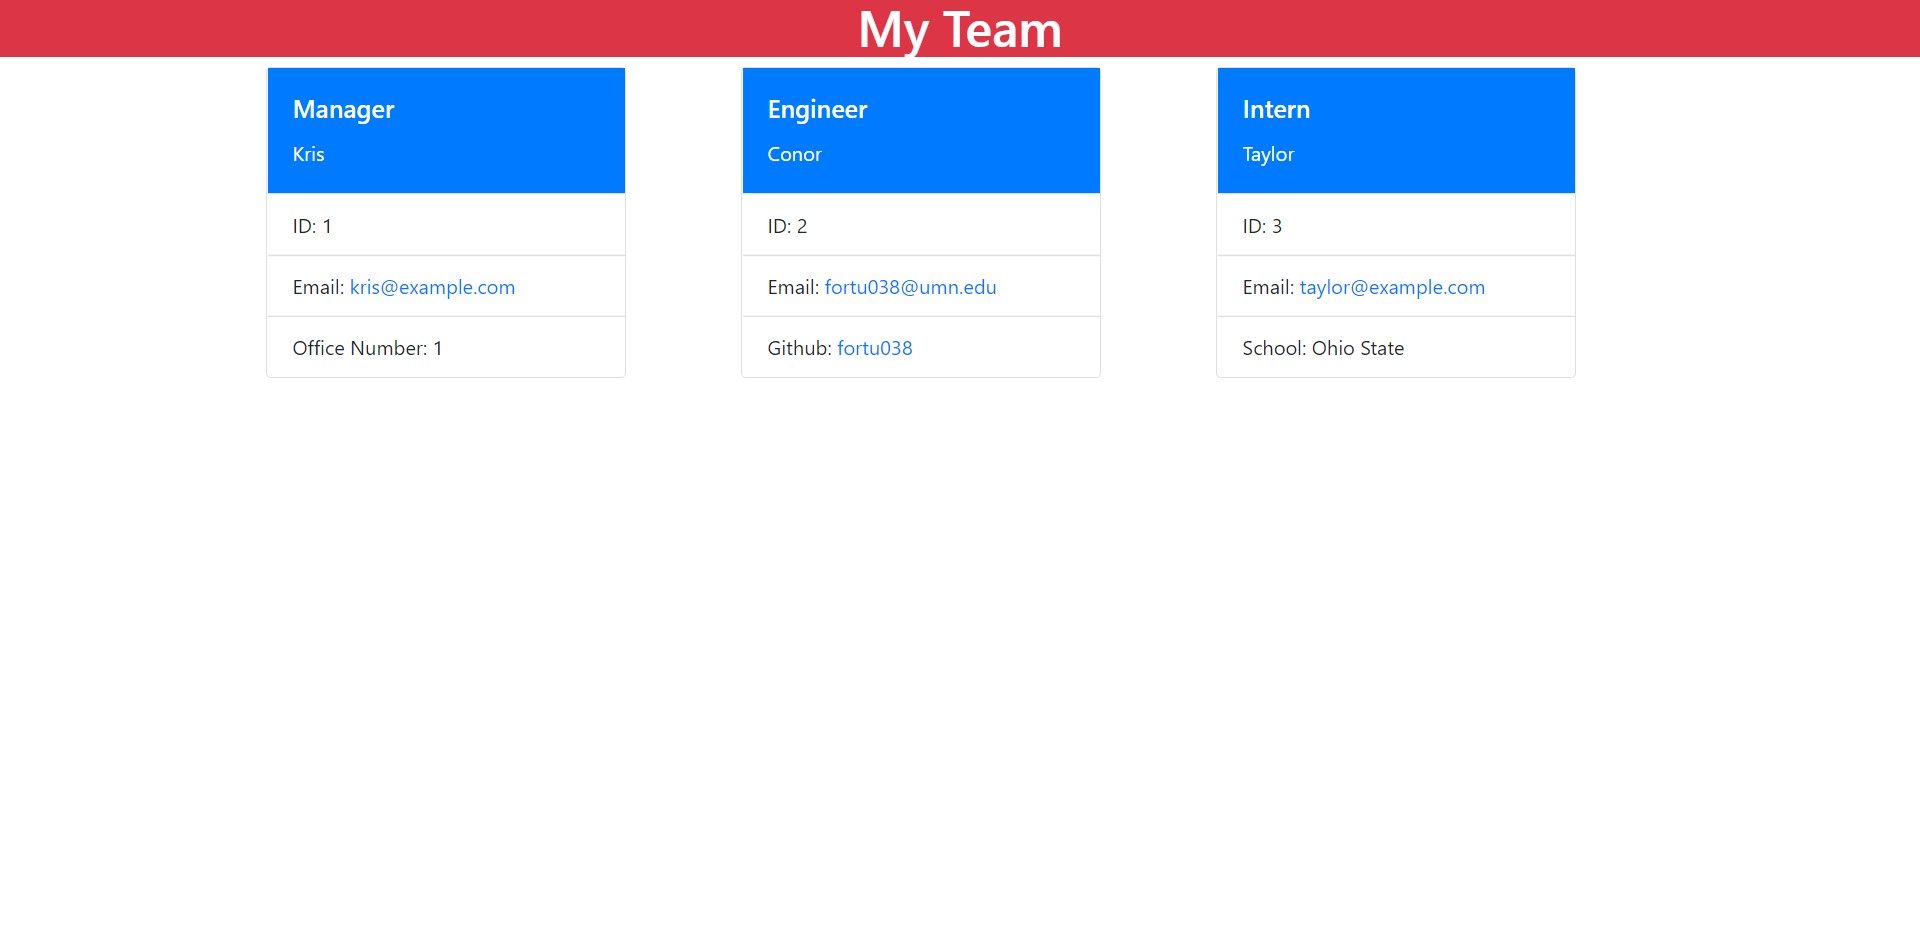 My Team
Manager
Kris
ID: 1
Email: kris@example.com
Office Number: 1
Engineer
Conor
ID: 2
Email: fortu038@umn.edu
Github: fortu038
Intern
Taylor
ID: 3
Email: taylor@example.com
School: Ohio State